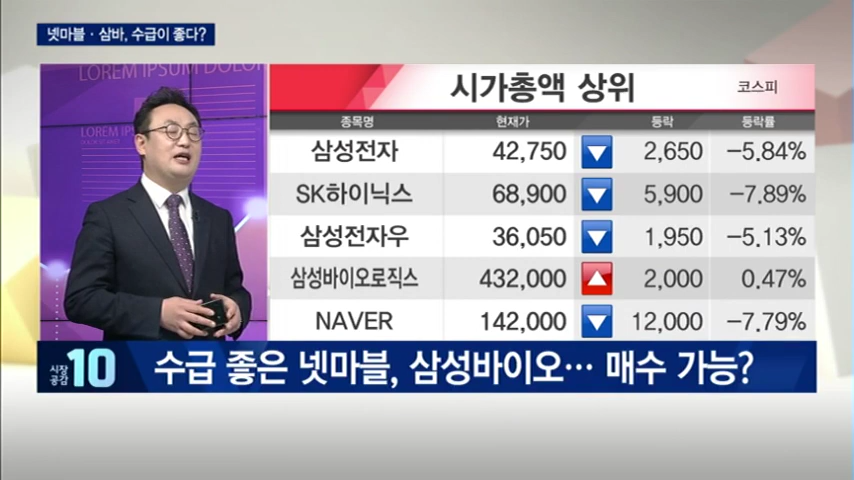 넷마블 · 삼바, 수급이 좋다?
LOREM IPSUM DOLOR
LOREM IPS
시가총액 상위 코스피
종목명 현재가 등락 등락률
삼성전자 42,750 ▼ 2,650 −5.84%
SK하이닉스 68,900 ▼ 5,900 −7.89%
삼성전자우 36,050 ▼ 1,950 −5.13%
삼성바이오로직스 432,000 ▲ 2,000 0.47%
NAVER 142,000 ▼ 12,000 −7.79%
시장공감 10
수급 좋은 넷마블, 삼성바이오… 매수 가능?